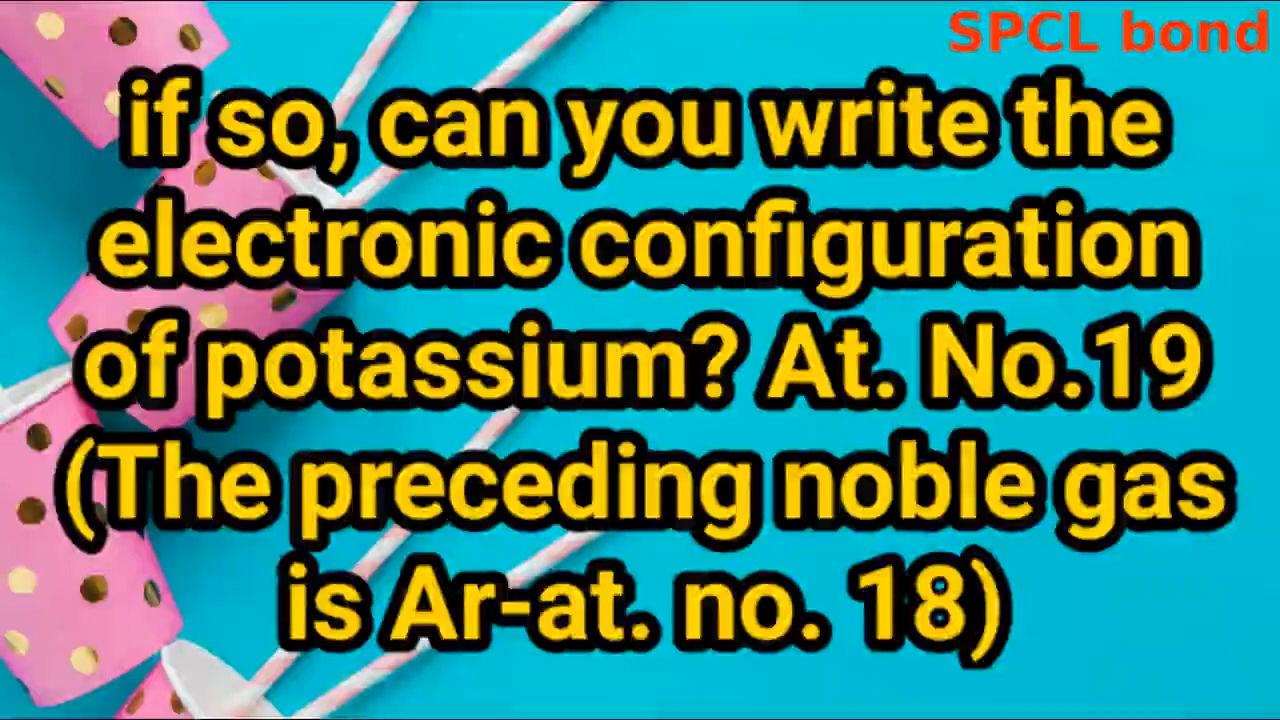 SPCL bond
if so, can you write the
electronic configuration
of potassium? At. No.19
(The preceding noble gas
is Ar-at. no. 18)